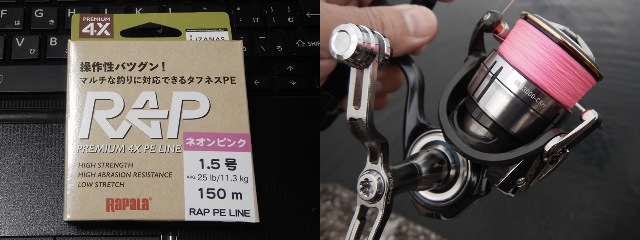 PREMIUM
4X
IZANAS
操作性バツグン!
マルチな釣りに対応できるタフネスPE
RAP
PREMIUM 4X PE LINE
ネオンピンク
HIGH STRENGTH
HIGH ABRASION RESISTANCE
LOW STRETCH
1.5号
MAX 25 lb/11.3 kg
150 m
RAPALA
RAP PE LINE